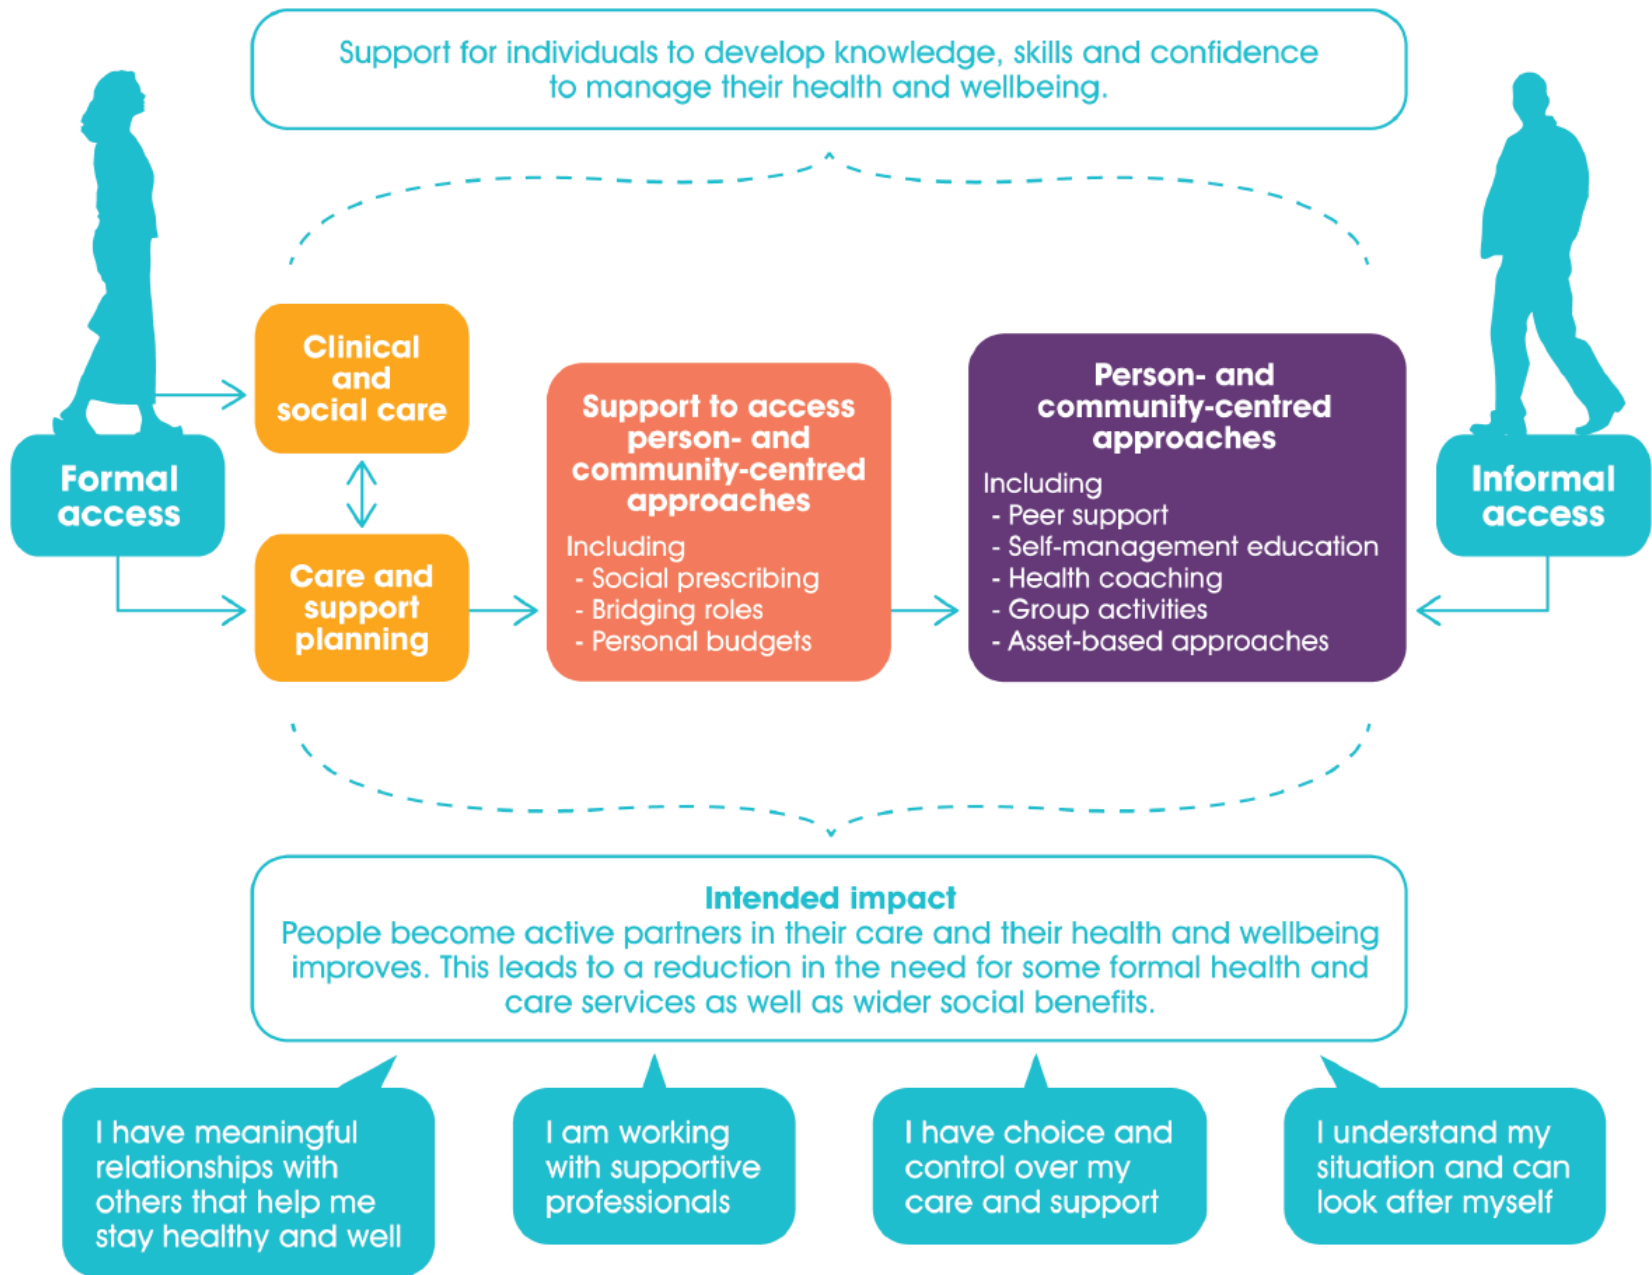 Support for individuals to develop knowledge, skills and confidence
to manage their health and wellbeing.
Formal
access
Clinical
and
social care
Care and
support
planning
Support to access
person- and
community-centred
approaches
Including
- Social prescribing
- Bridging roles
- Personal budgets
Person- and
community-centred
approaches
Including
- Peer support
- Self-management education
- Health coaching
- Group activities
- Asset-based approaches
Informal
access
Intended impact
People become active partners in their care and their health and wellbeing
improves. This leads to a reduction in the need for some formal health and
care services as well as wider social benefits.
I have meaningful
relationships with
others that help me
stay healthy and well
I am working
with supportive
professionals
I have choice and
control over my
care and support
I understand my
situation and can
look after myself